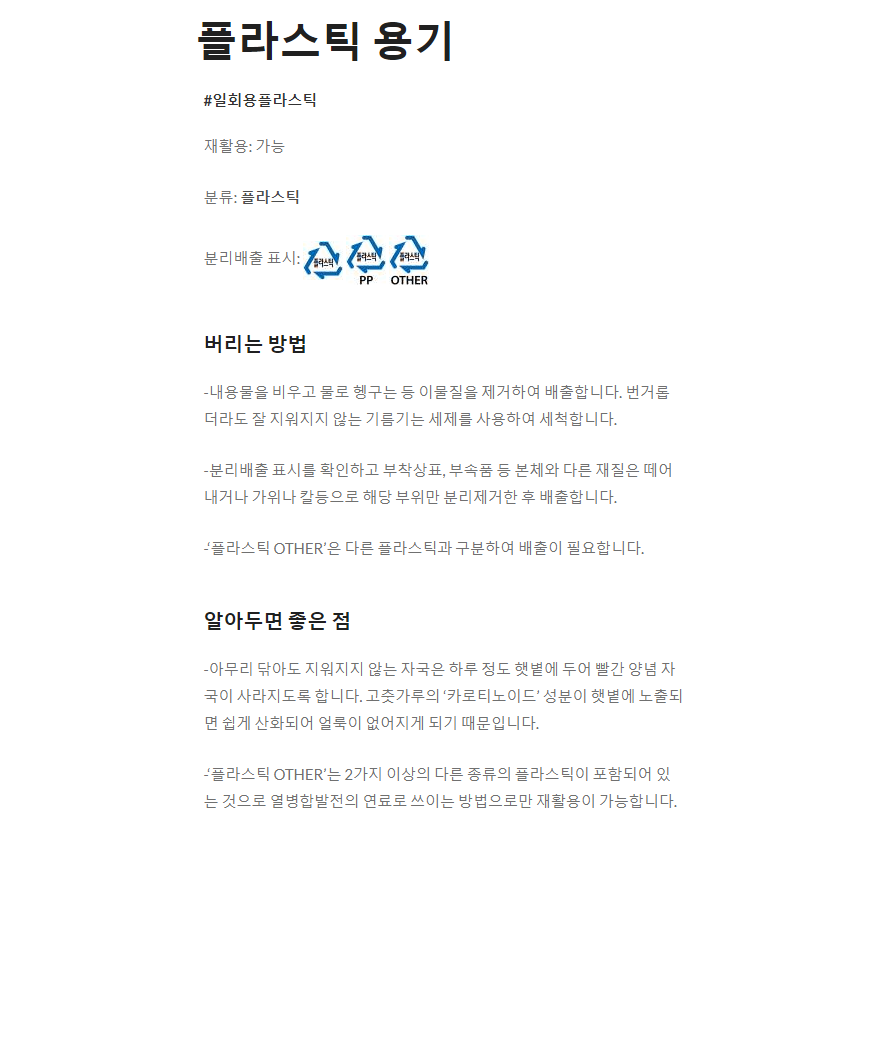 플라스틱 용기
#일회용플라스틱
재활용: 가능
분류: 플라스틱
분리배출 표시: 플라스틱 플라스틱 플라스틱
PP OTHER
버리는 방법
-내용물을 비우고 물로 헹구는 등 이물질을 제거하여 배출합니다. 번거롭
더라도 잘 지워지지 않는 기름기는 세제를 사용하여 세척합니다.
-분리배출 표시를 확인하고 부착상표, 부속품 등 본체와 다른 재질은 떼어
내거나 가위나 칼등으로 해당 부위만 분리제거한 후 배출합니다.
-‘플라스틱 OTHER’은 다른 플라스틱과 구분하여 배출이 필요합니다.
알아두면 좋은 점
-아무리 닦아도 지워지지 않는 자국은 하루 정도 햇볕에 두어 빨간 양념 자
국이 사라지도록 합니다. 고춧가루의 ‘카로티노이드’ 성분이 햇볕에 노출되
면 쉽게 산화되어 얼룩이 없어지게 되기 때문입니다.
-‘플라스틱 OTHER’는 2가지 이상의 다른 종류의 플라스틱이 포함되어 있
는 것으로 열병합발전의 연료로 쓰이는 방법으로만 재활용이 가능합니다.